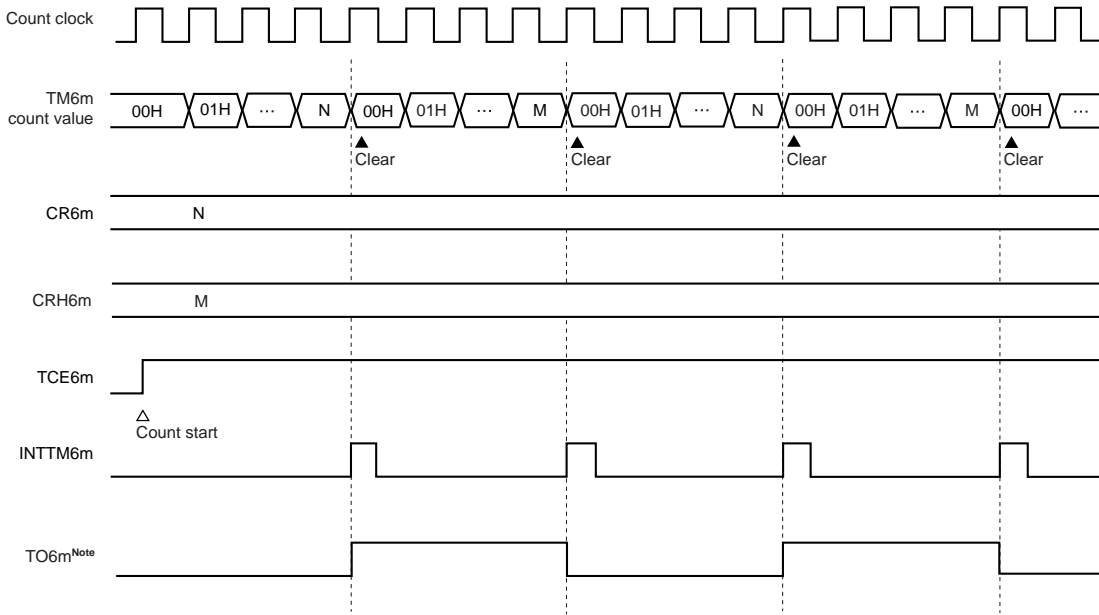 Count clock
TM6m
count value
00H 01H ... N 00H 01H ... M 00H 01H ... N 00H 01H ... M 00H ...
Clear Clear Clear Clear
CR6m N
CRH6m M
TCE6m
Count start
INTTM6m
TO6mNote